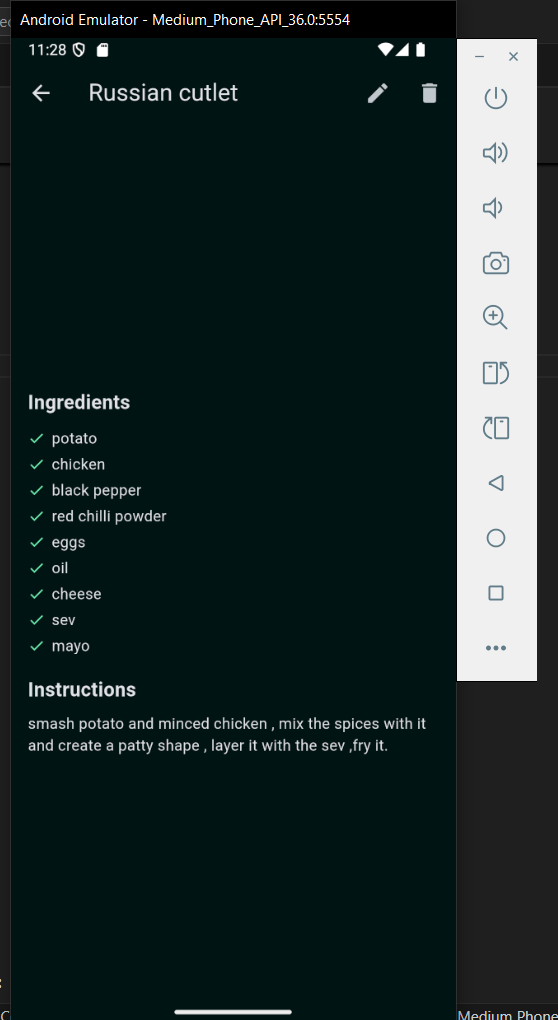 Android Emulator - Medium_Phone_API_36.0:5554
11:28
Russian cutlet
Ingredients
potato
chicken
black pepper
red chilli powder
eggs
oil
cheese
sev
mayo
Instructions
smash potato and minced chicken , mix the spices with it
and create a patty shape , layer it with the sev ,fry it.
Medium Phone